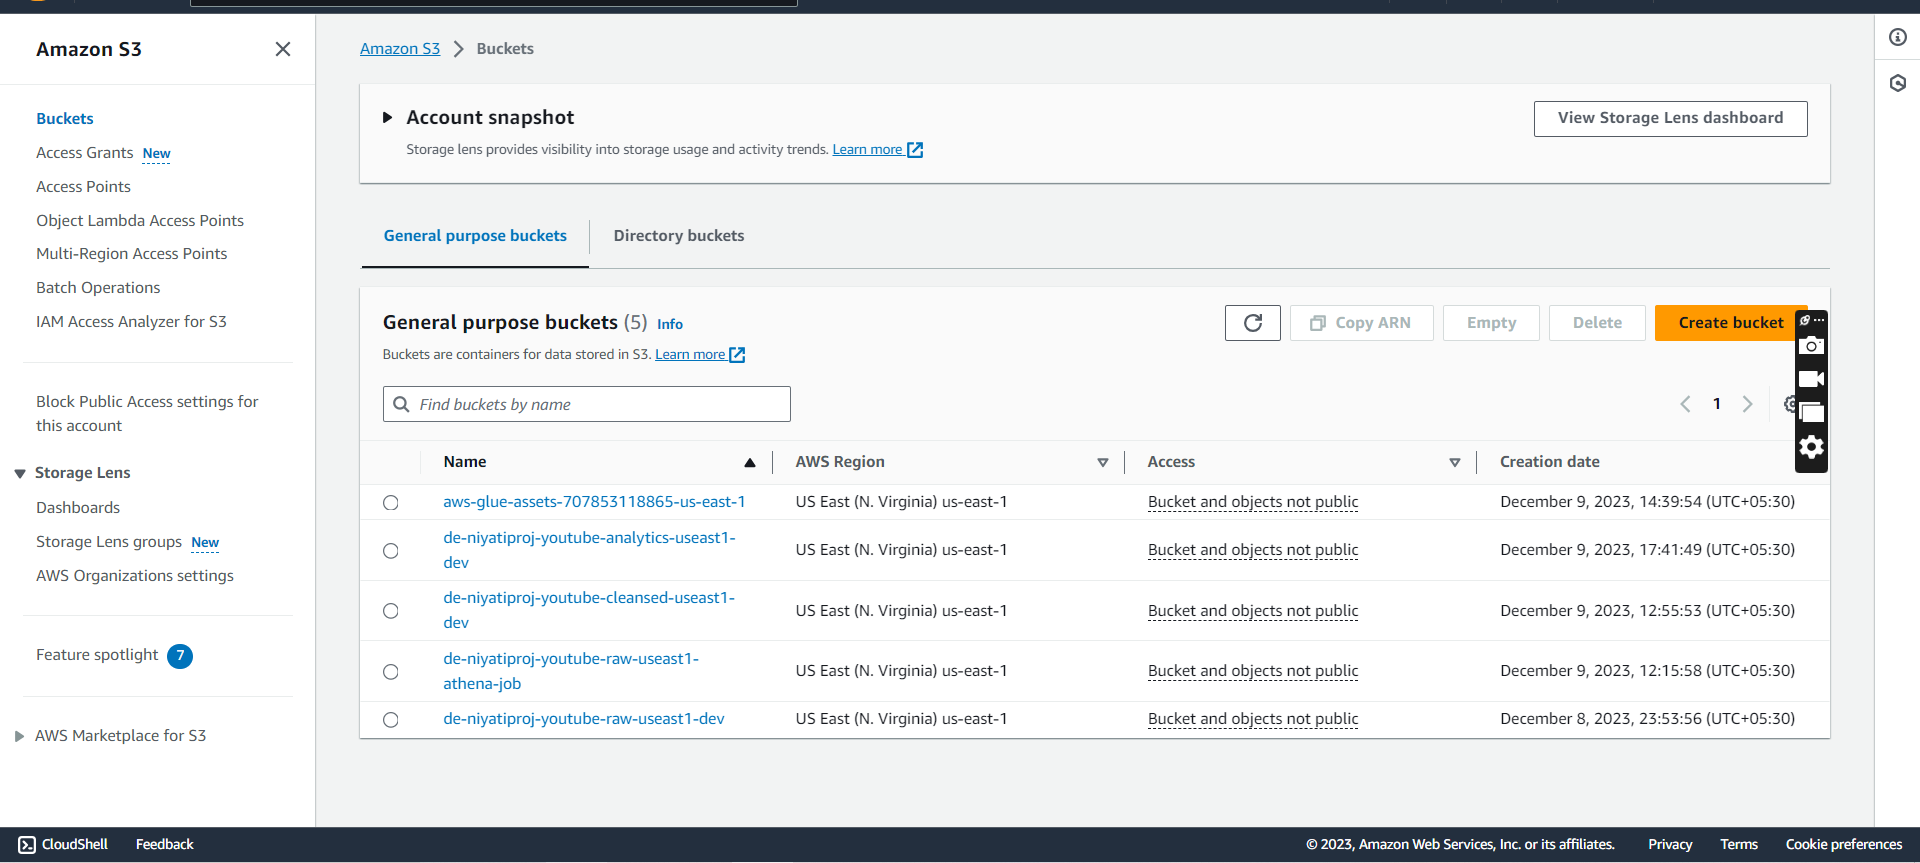 Amazon S3
Buckets
Access Grants New
Access Points
Object Lambda Access Points
Multi-Region Access Points
Batch Operations
IAM Access Analyzer for S3
Block Public Access settings for
this account
Storage Lens
Dashboards
Storage Lens groups New
AWS Organizations settings
Feature spotlight 7
AWS Marketplace for S3
Amazon S3 Buckets
Account snapshot
View Storage Lens dashboard
Storage lens provides visibility into storage usage and activity trends. Learn more
General purpose buckets Directory buckets
General purpose buckets (5) Info
Copy ARN Empty Delete Create bucket
Buckets are containers for data stored in S3. Learn more
Find buckets by name
1
Name AWS Region Access Creation date
aws-glue-assets-707853118865-us-east-1 US East (N. Virginia) us-east-1 Bucket and objects not public December 9, 2023, 14:39:54 (UTC+05:30)
de-niyatiproj-youtube-analytics-useast1-
dev US East (N. Virginia) us-east-1 Bucket and objects not public December 9, 2023, 17:41:49 (UTC+05:30)
de-niyatiproj-youtube-cleansed-useast1-
dev US East (N. Virginia) us-east-1 Bucket and objects not public December 9, 2023, 12:55:53 (UTC+05:30)
de-niyatiproj-youtube-raw-useast1-
athena-job US East (N. Virginia) us-east-1 Bucket and objects not public December 9, 2023, 12:15:58 (UTC+05:30)
de-niyatiproj-youtube-raw-useast1-dev US East (N. Virginia) us-east-1 Bucket and objects not public December 8, 2023, 23:53:56 (UTC+05:30)
CloudShell Feedback © 2023, Amazon Web Services, Inc. or its affiliates. Privacy Terms Cookie preferences